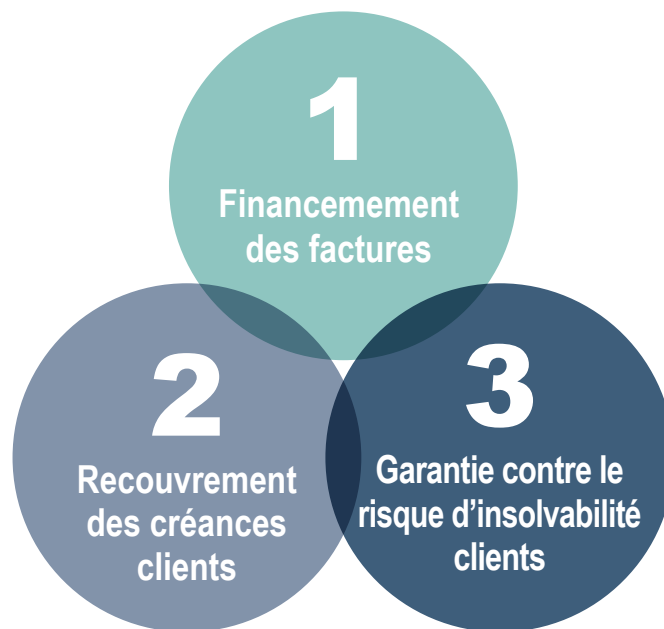 1
Financemement
des factures
2
Recouvrement
des créances
clients
3
Garantie contre le
risque d’insolvabilité
clients